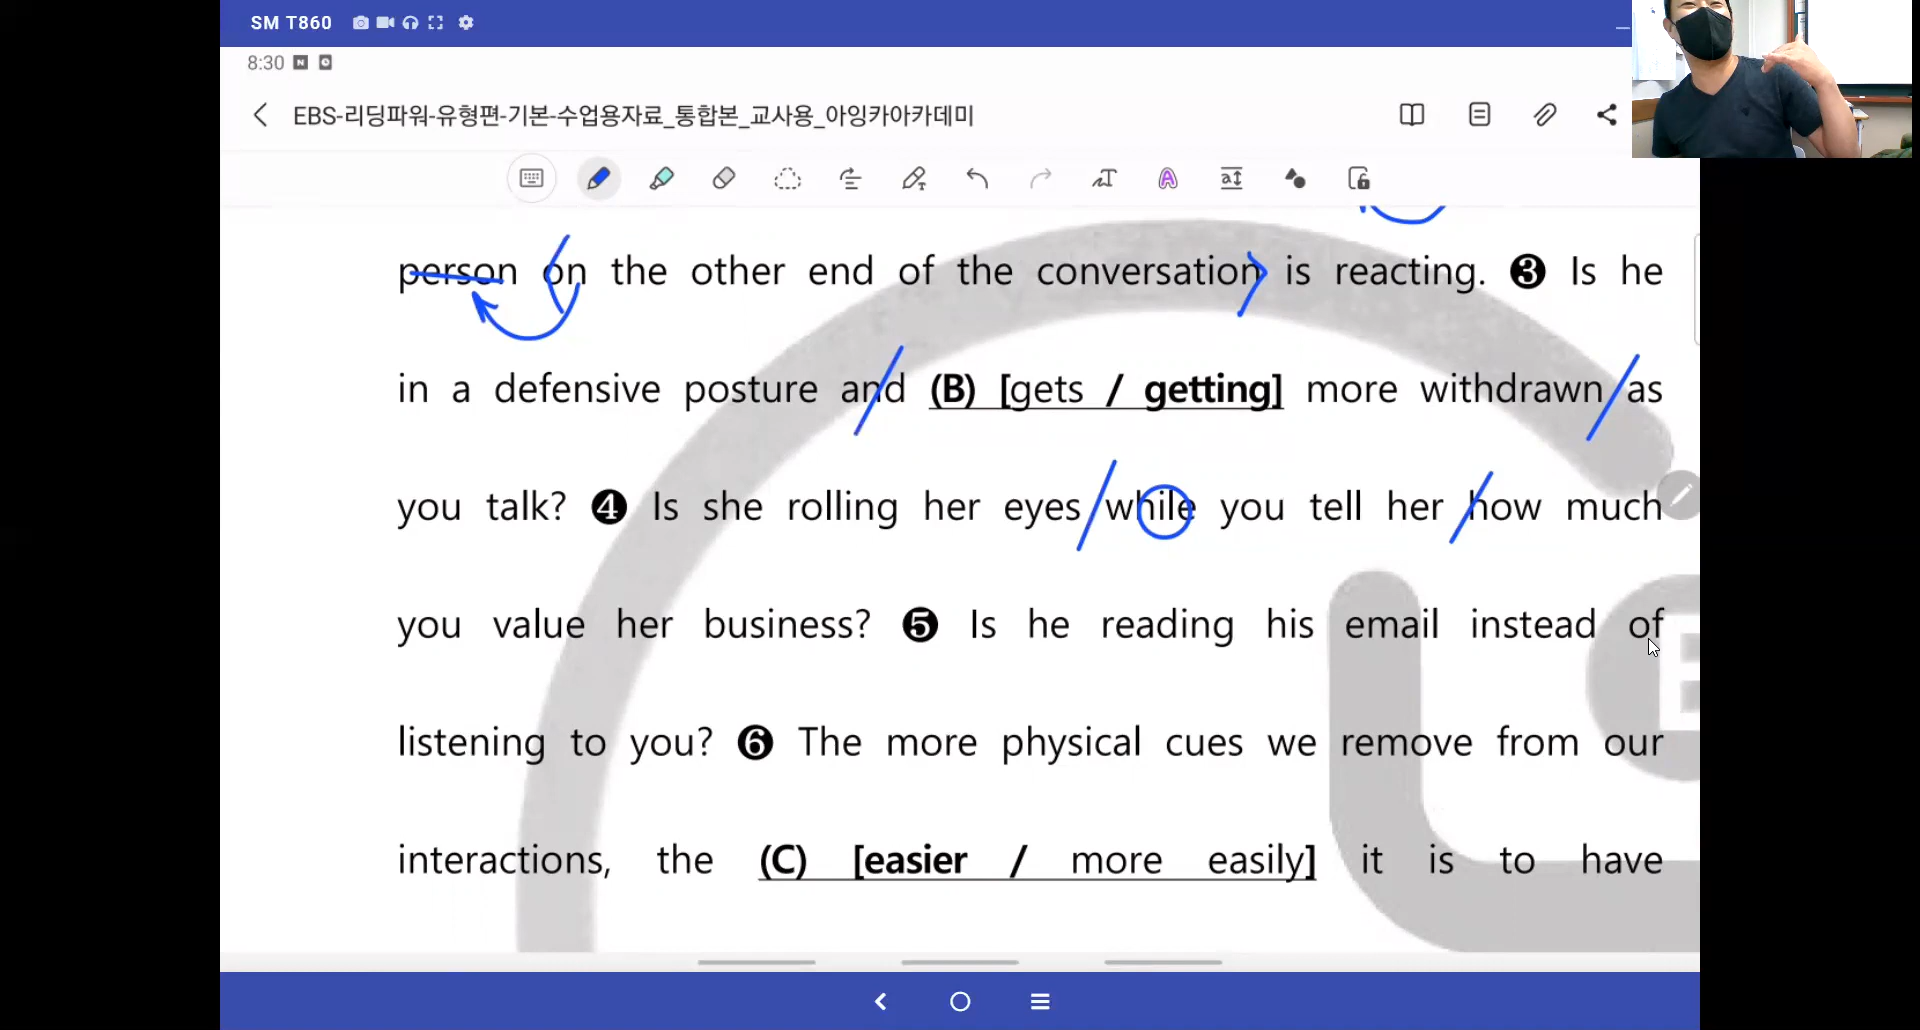 SM T860
8:30
EBS-리딩파워-유형편-기본-수업용자료_통합본_교사용_아잉카아카데미
person on the other end of the conversation is reacting. ❸ Is he
in a defensive posture and (B) [gets / getting] more withdrawn as
you talk? ❹ Is she rolling her eyes while you tell her how much
you value her business? ❺ Is he reading his email instead of
listening to you? ❻ The more physical cues we remove from our
interactions, the (C) [easier / more easily] it is to have